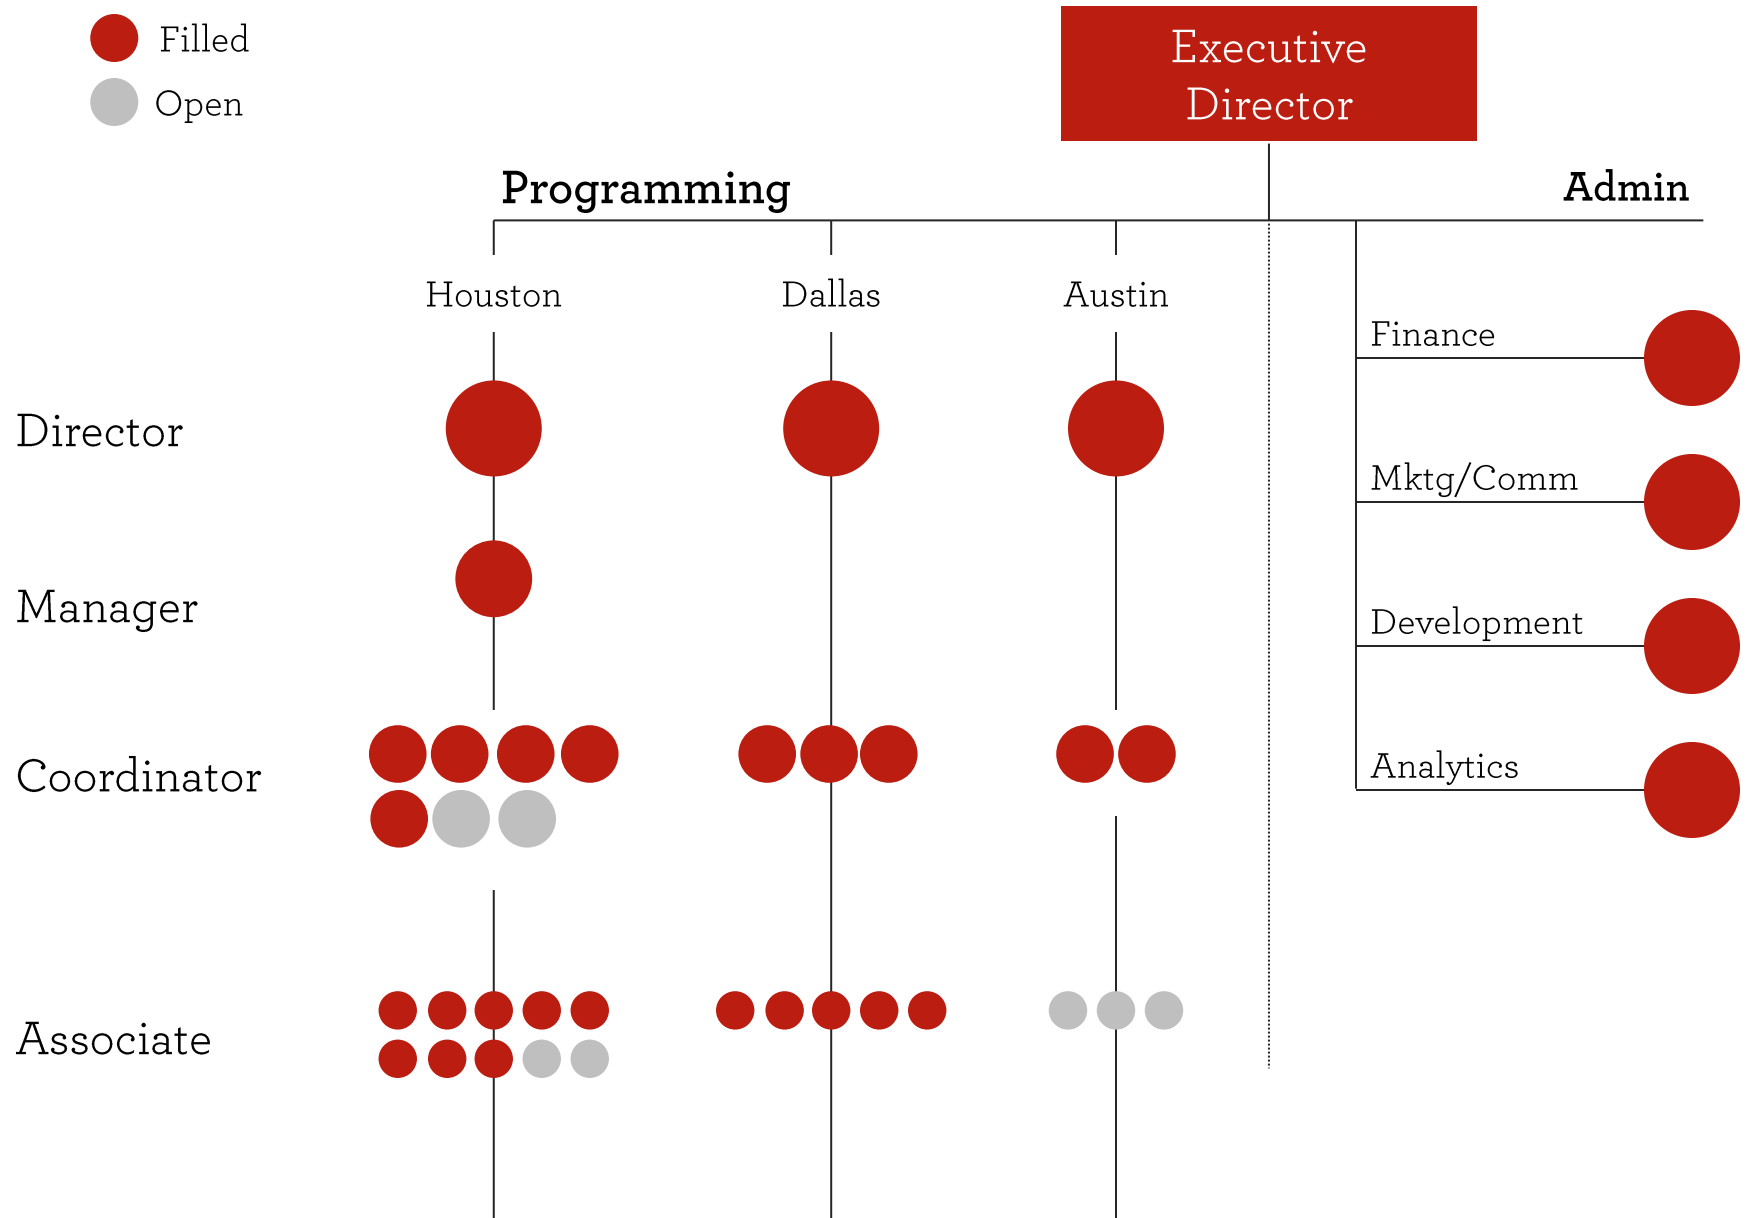 Filled
Open
Executive
Director
Programming
Admin
Houston
Dallas
Austin
Finance
Director
Mktg/Comm
Manager
Development
Coordinator
Analytics
Associate